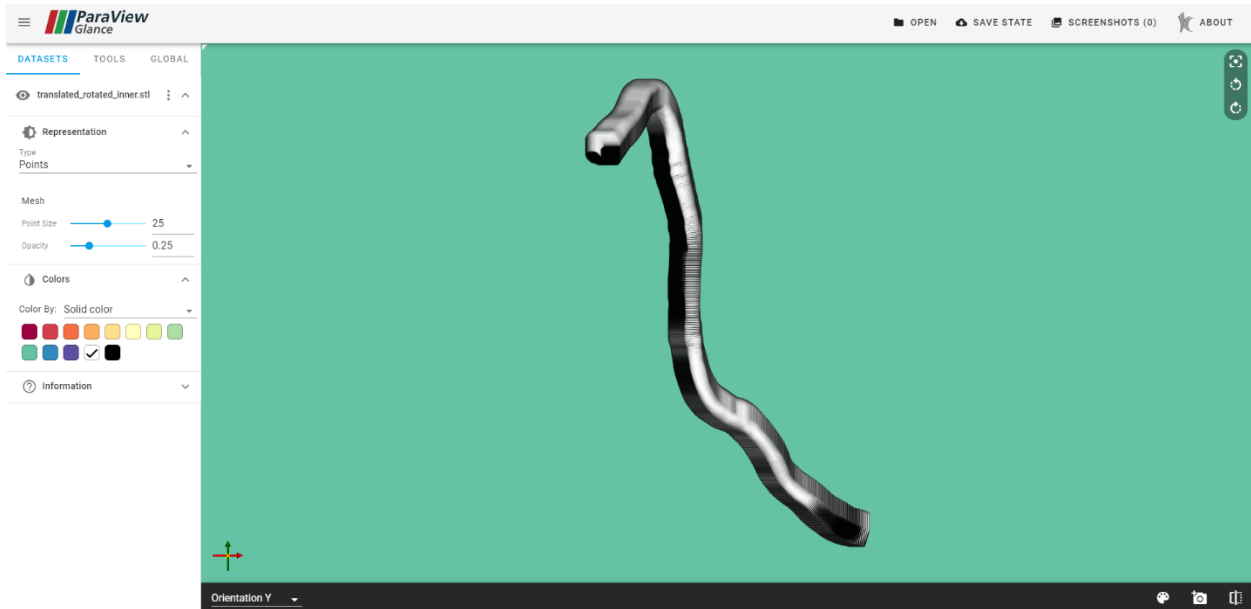 ParaView
Glance
OPEN
SAVE STATE
SCREENSHOTS (0)
ABOUT
DATASETS TOOLS GLOBAL
translated_rotated_inner.stl
Representation
Type
Points
Mesh
Point Size 25
Opacity 0.25
Colors
Color By: Solid color
Information
Orientation Y